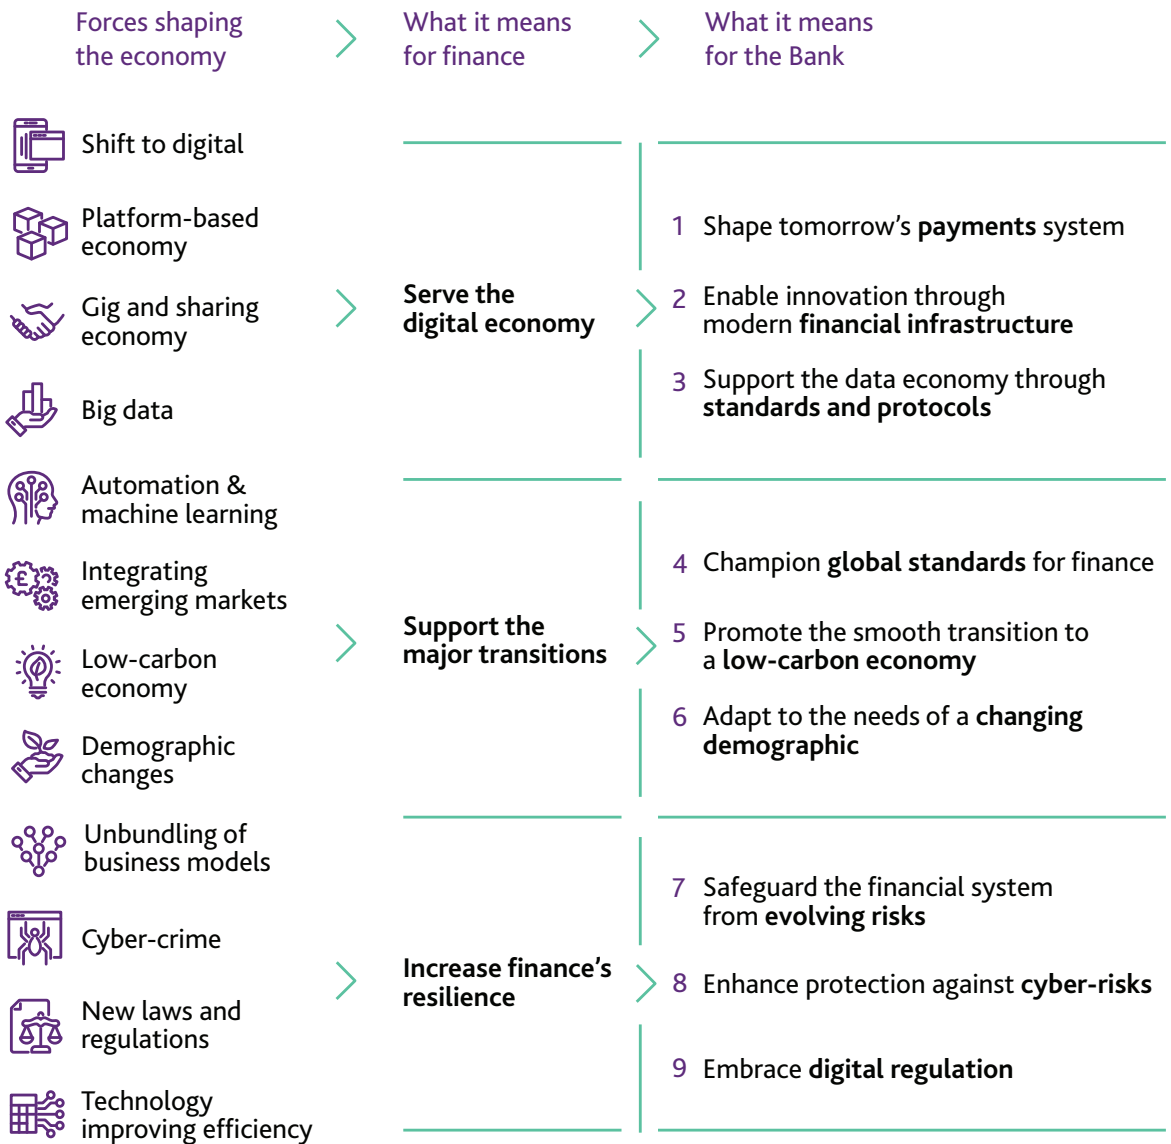 Forces shaping
the economy
What it means
for finance
What it means
for the Bank
Shift to digital
Platform-based
economy
Gig and sharing
economy
Big data
Automation &
machine learning
£
Integrating
emerging markets
Low-carbon
economy
Demographic
changes
Unbundling of
business models
Cyber-crime
New laws and
regulations
Technology
improving efficiency
Serve the
digital economy
1 Shape tomorrow’s payments system
2 Enable innovation through
modern financial infrastructure
3 Support the data economy through
standards and protocols
Support the
major transitions
4 Champion global standards for finance
5 Promote the smooth transition to
a low-carbon economy
6 Adapt to the needs of a changing
demographic
Increase finance’s
resilience
7 Safeguard the financial system
from evolving risks
8 Enhance protection against cyber-risks
9 Embrace digital regulation